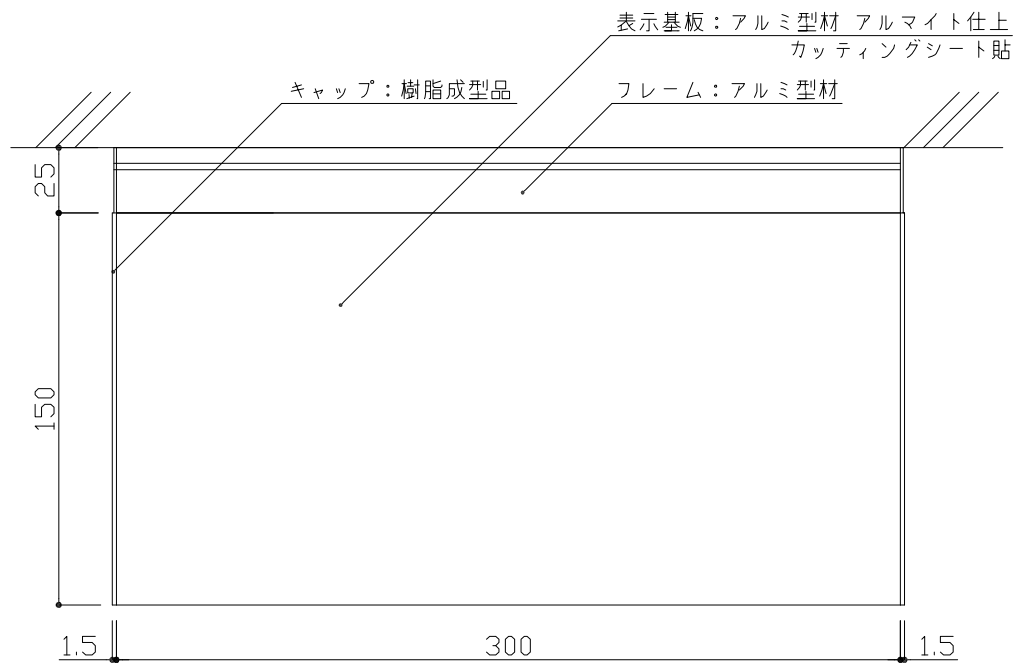 表示基板：アルミ型材 アルマイト仕上
カッティングシート貼
キャップ：樹脂成型品
フレーム：アルミ型材
25
150
1.5
300
1.5